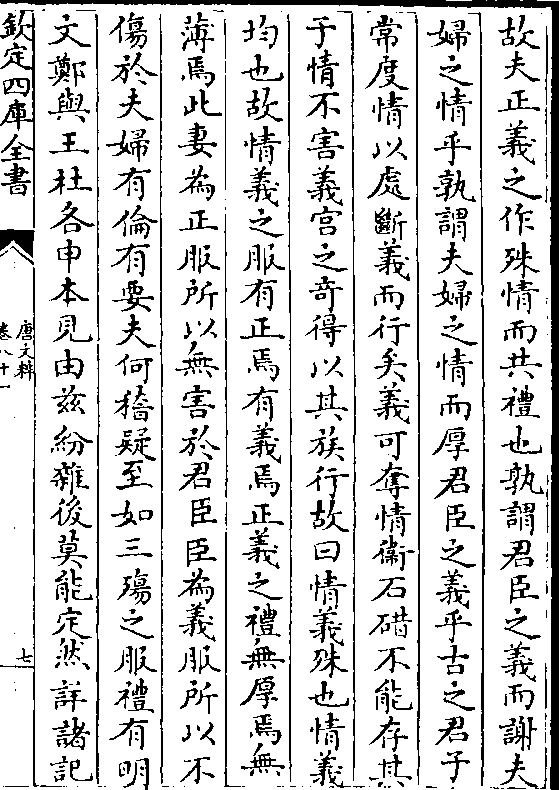 故夫正義之作殊情而共禮也孰謂君臣之義而謝夫
婦之情乎孰謂夫婦之情而厚君臣之義乎古之君子
常度情以處斷義而行矣義可奪情衞石碏不能存其
子情不害義宮之奇得以其族行故曰情義殊也情義
均也故情義之服有正焉有義焉正義之禮無厚焉無
薄焉此妻為正服所以無害於君臣臣為義服所以不
傷於夫婦有倫有要夫何㨶疑至如三殤之服禮有明
文鄭與王杜各申本見由兹紛雜後莫能定然詳諸記
欽定四庫全書
唐文粹
卷八十一
七